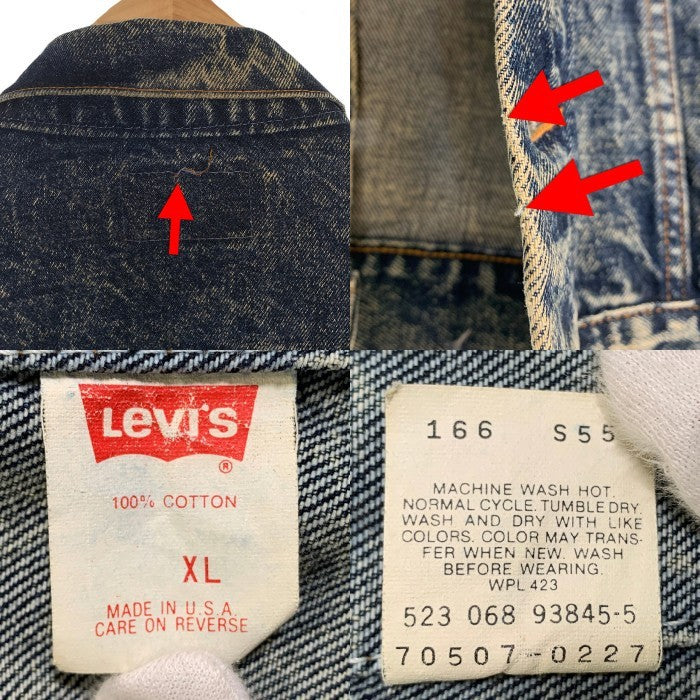 Levi's
®
100% COTTON
XL
MADE IN U.S.A.
CARE ON REVERSE
166 S55
MACHINE WASH HOT.
NORMAL CYCLE. TUMBLE DRY.
WASH AND DRY WITH LIKE
COLORS. COLOR MAY TRANS-
FER WHEN NEW. WASH
BEFORE WEARING.
WPL 423
523 068 93845-5
70507-0227